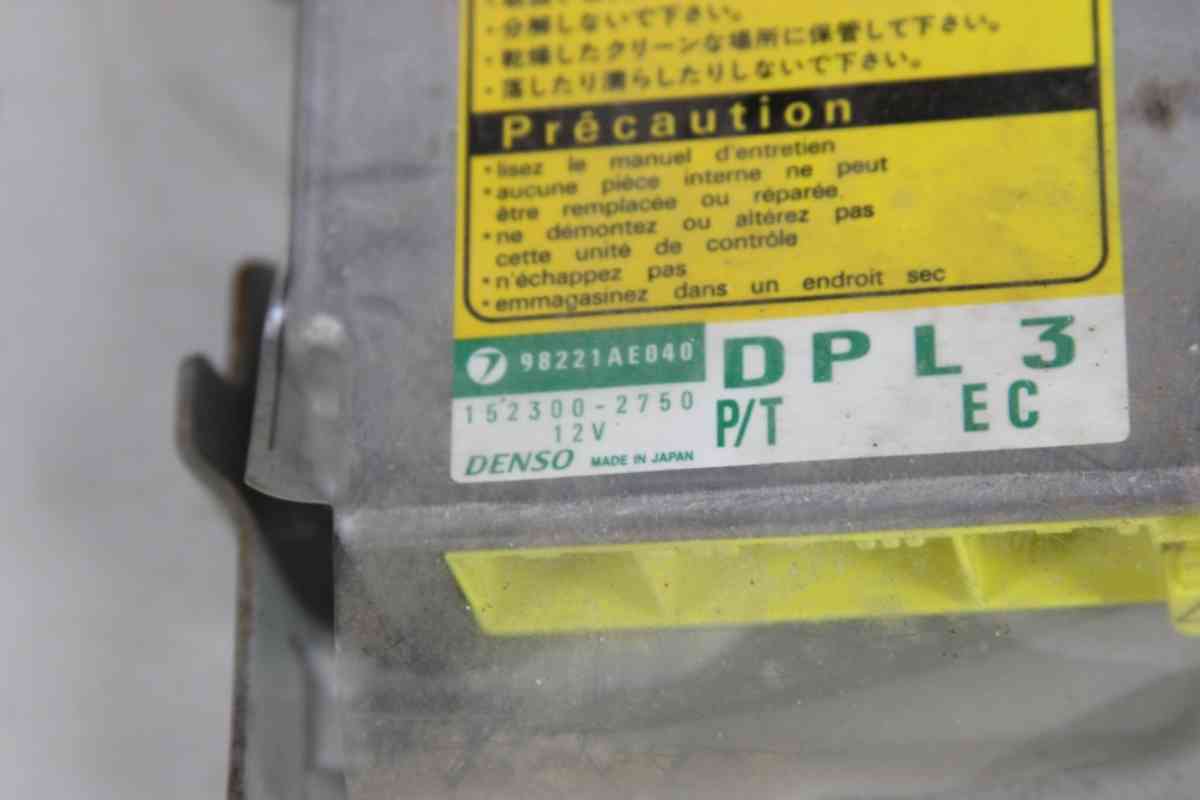 ・分解しないで下さい。
・乾燥したクリーンな場所に保管して下さい。
・落したり濡らしたりしないで下さい。
Précaution
・lisez le manuel d'entretien
・aucune pièce interne ne peut
être remplacée ou réparée.
・ne démontez ou altérez pas
cette unité de contrôle
・n'échappez pas
・emmagasinez dans un endroit sec
98221AE040
DPL 3
152300-2750
P/T EC
12V
DENSO MADE IN JAPAN